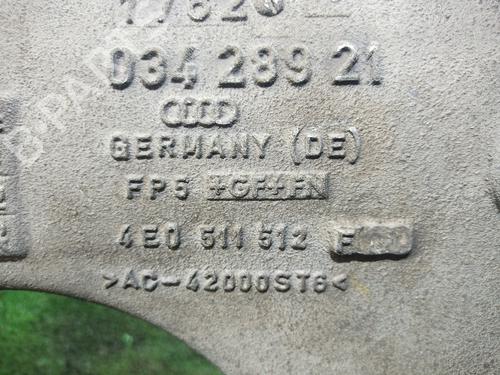 034 289 21
GERMANY (DE)
FP5 +GF+FN
4E0 511 512 F
>AC-42000ST6<